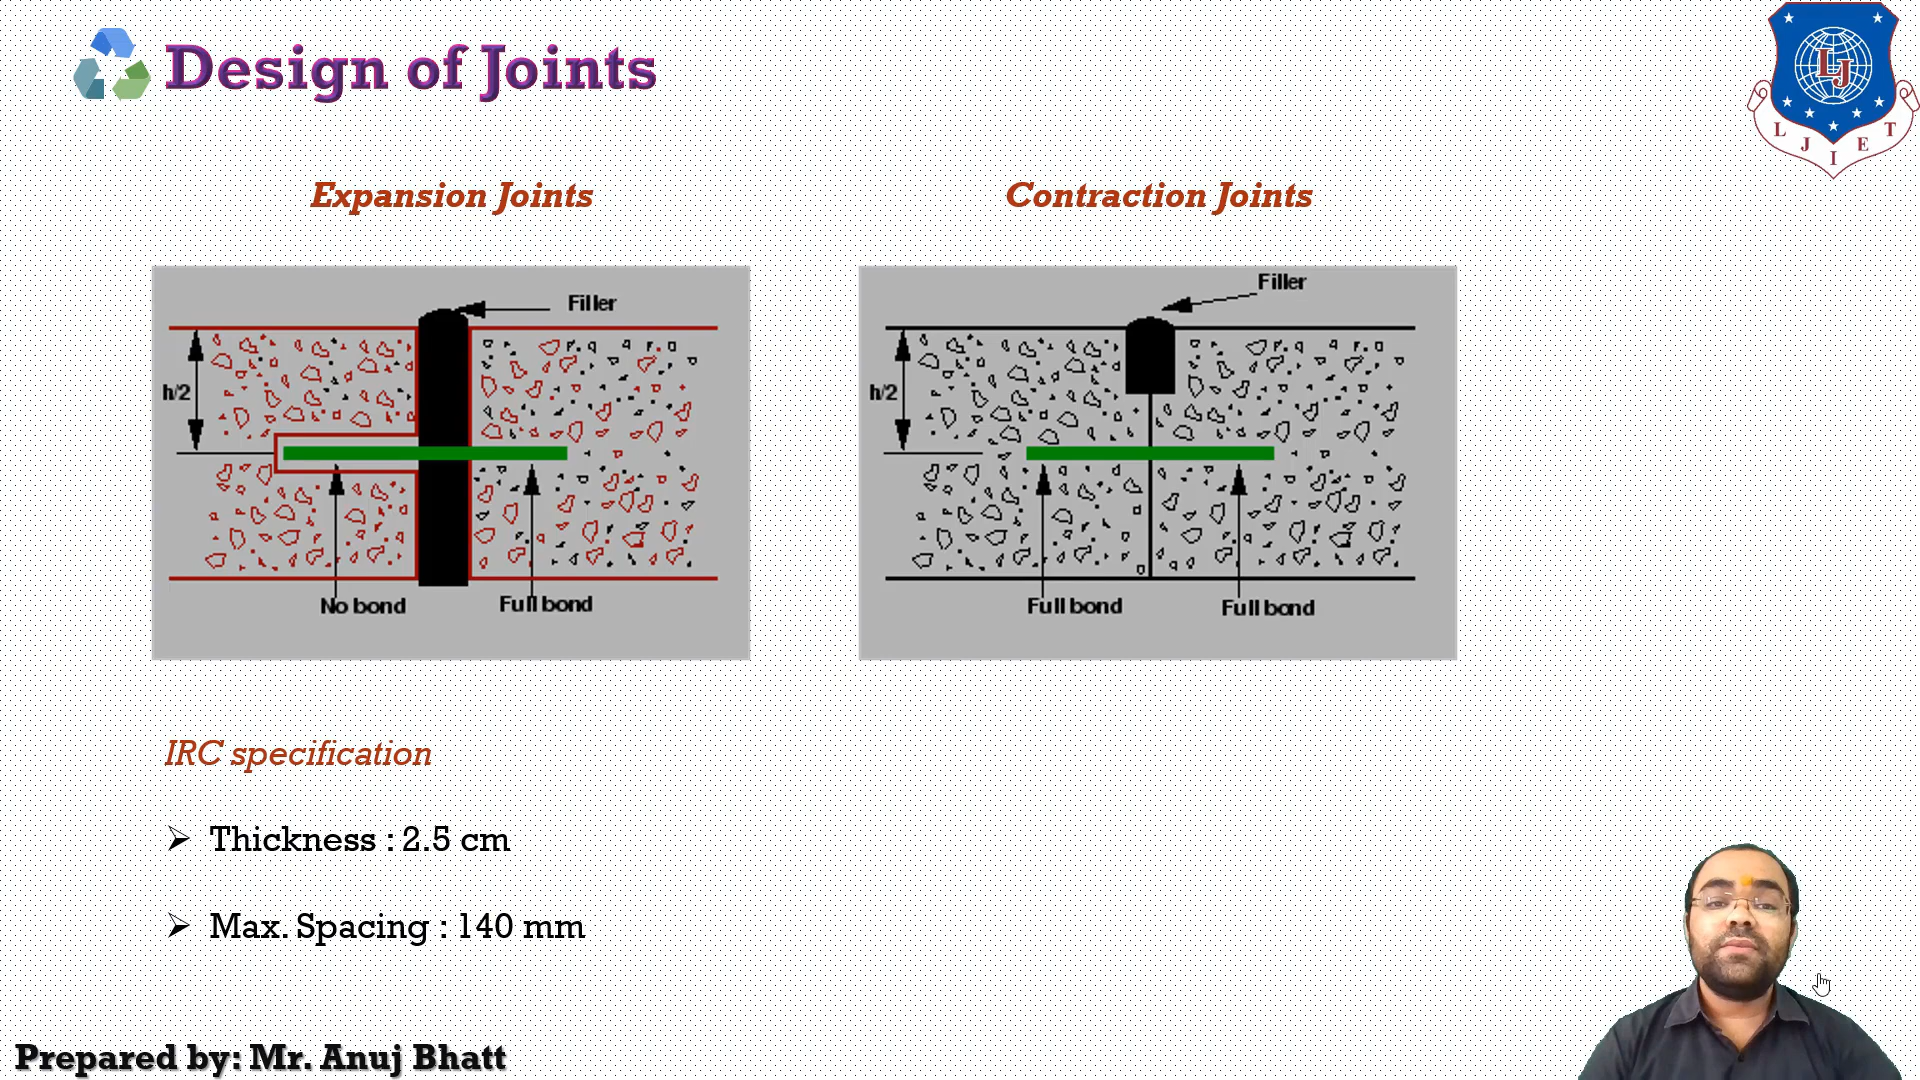 Design of Joints
LJ
L J I E T
Expansion Joints
Contraction Joints
Filler
h/2
No bond
Full bond
Filler
h/2
Full bond
Full bond
IRC specification
Thickness : 2.5 cm
Max. Spacing : 140 mm
Prepared by: Mr. Anuj Bhatt